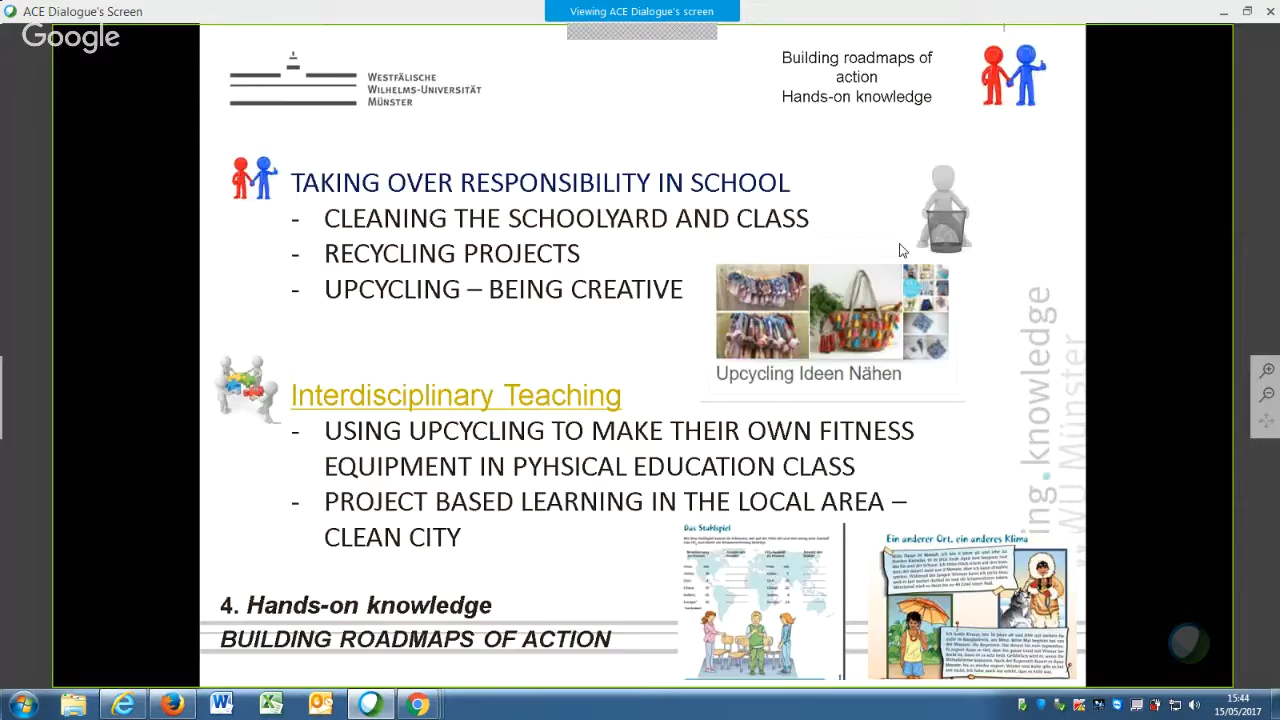 ACE Dialogue's Screen
Viewing ACE Dialogue's screen
Google
WESTFÄLISCHE
WILHELMS-UNIVERSITÄT
MÜNSTER
Building roadmaps of
action
Hands-on knowledge
TAKING OVER RESPONSIBILITY IN SCHOOL
- CLEANING THE SCHOOLYARD AND CLASS
- RECYCLING PROJECTS
- UPCYCLING – BEING CREATIVE
Upcycling Ideen Nähen
Interdisciplinary Teaching
- USING UPCYCLING TO MAKE THEIR OWN FITNESS
EQUIPMENT IN PYHSICAL EDUCATION CLASS
- PROJECT BASED LEARNING IN THE LOCAL AREA –
CLEAN CITY
ing.knowledge
WWU Münster
Das Stuhlspiel
Ein anderer Ort, ein anderes Klima
4. Hands-on knowledge
BUILDING ROADMAPS OF ACTION
15:44
15/05/2017